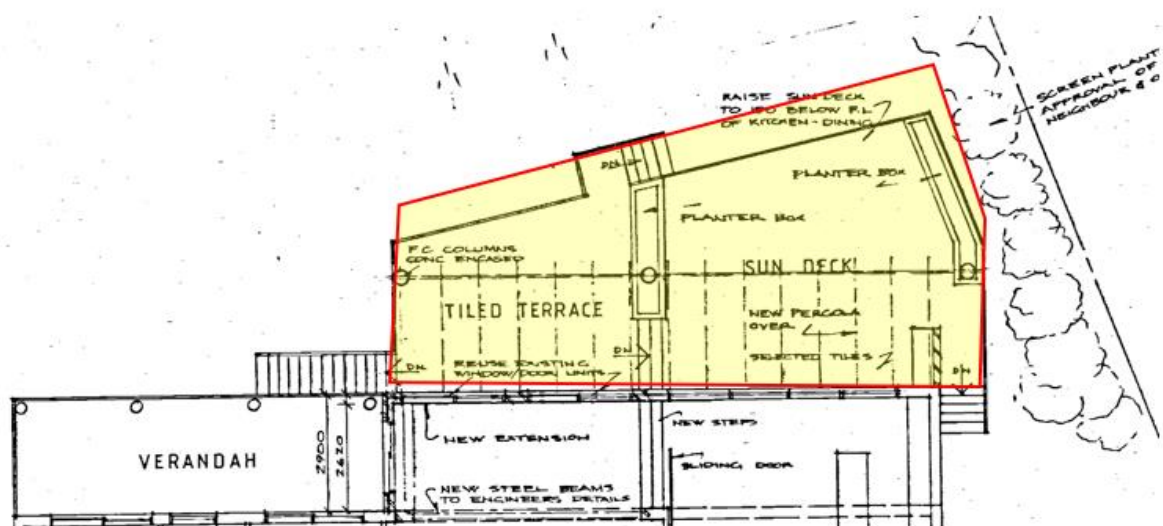 SCREEN PLANT
APPROVAL OF
NEIGHBOUR & O
RAISE SUN DECK
TO 150 BELOW F.L
OF KITCHEN-DINING
DN
PLANTER BOX
PLANTER BOX
F.C COLUMNS
CONC ENCASED
SUN DECK
TILED TERRACE
NEW PERGOLA
OVER
DN
SELECTED TILES
DN
REUSE EXISTING
WINDOW/DOOR UNITS
DN
NEW EXTENSION
NEW STEPS
VERANDAH
2900
2620
SLIDING DOOR
NEW STEEL BEAMS
TO ENGINEERS DETAILS